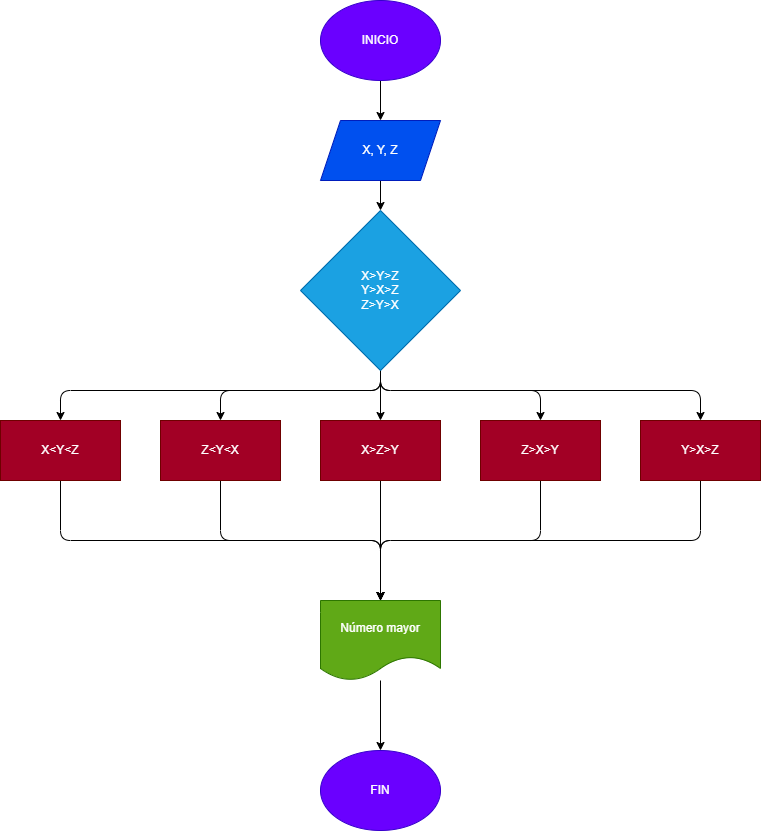 INICIO
X, Y, Z
X>Y>Z
Y>X>Z
Z>Y>X
X<Y<Z
Z<Y<X
X>Z>Y
Z>X>Y
Y>X>Z
Número mayor
FIN